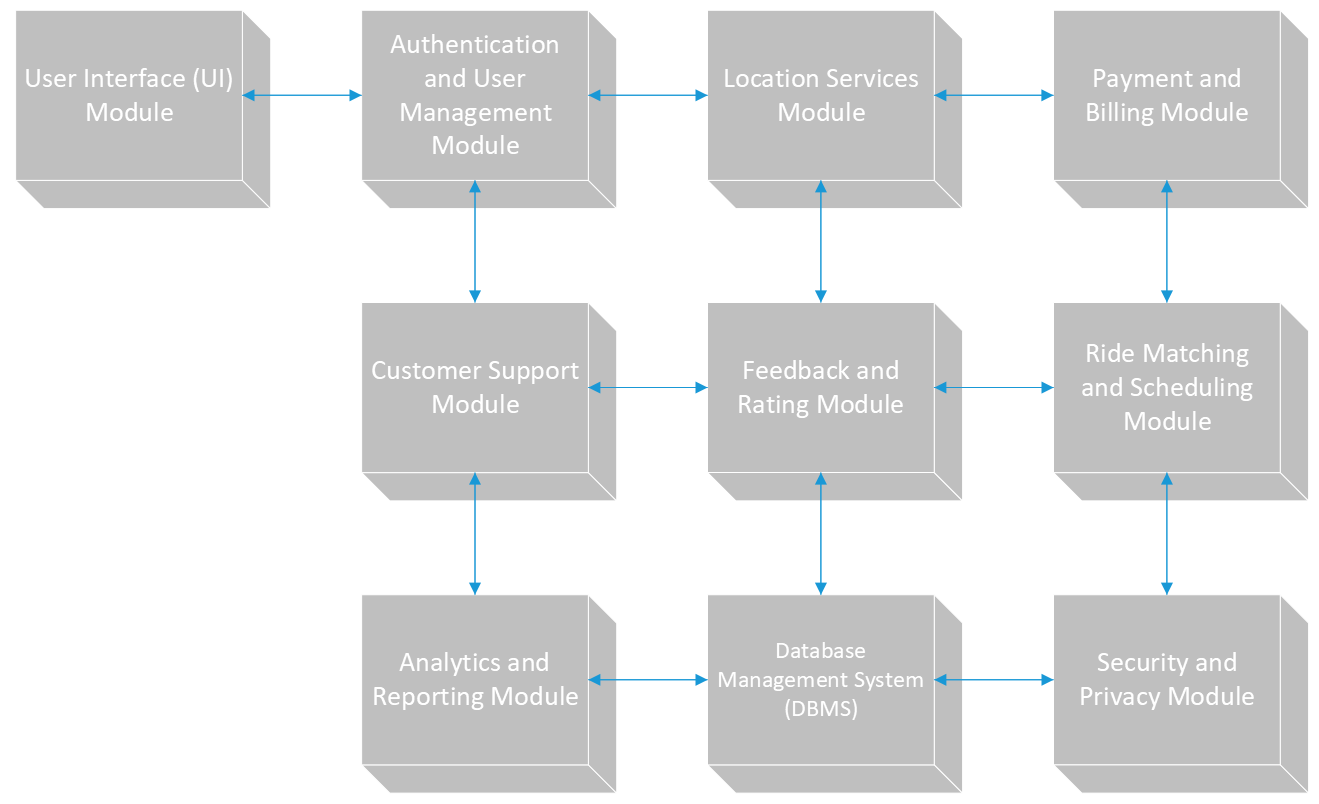 User Interface (UI)
Module
Authentication
and User
Management
Module
Location Services
Module
Payment and
Billing Module
Customer Support
Module
Feedback and
Rating Module
Ride Matching
and Scheduling
Module
Analytics and
Reporting Module
Database
Management System
(DBMS)
Security and
Privacy Module